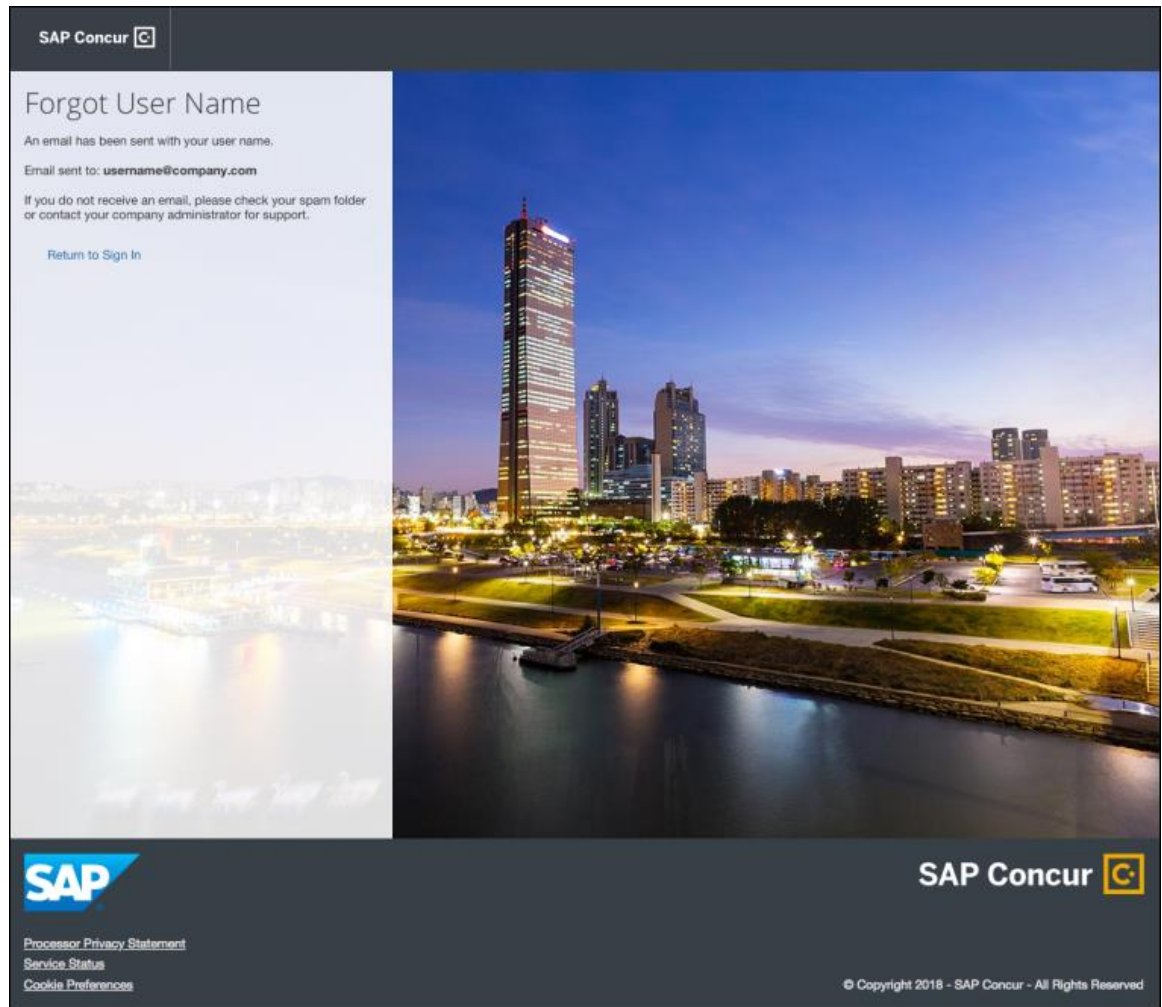 SAP Concur
Forgot User Name
An email has been sent with your user name.
Email sent to: username@company.com
If you do not receive an email, please check your spam folder
or contact your company administrator for support.
Return to Sign In
SAP
SAP Concur
Processor Privacy Statement
Service Status
Cookie Preferences
© Copyright 2018 - SAP Concur - All Rights Reserved